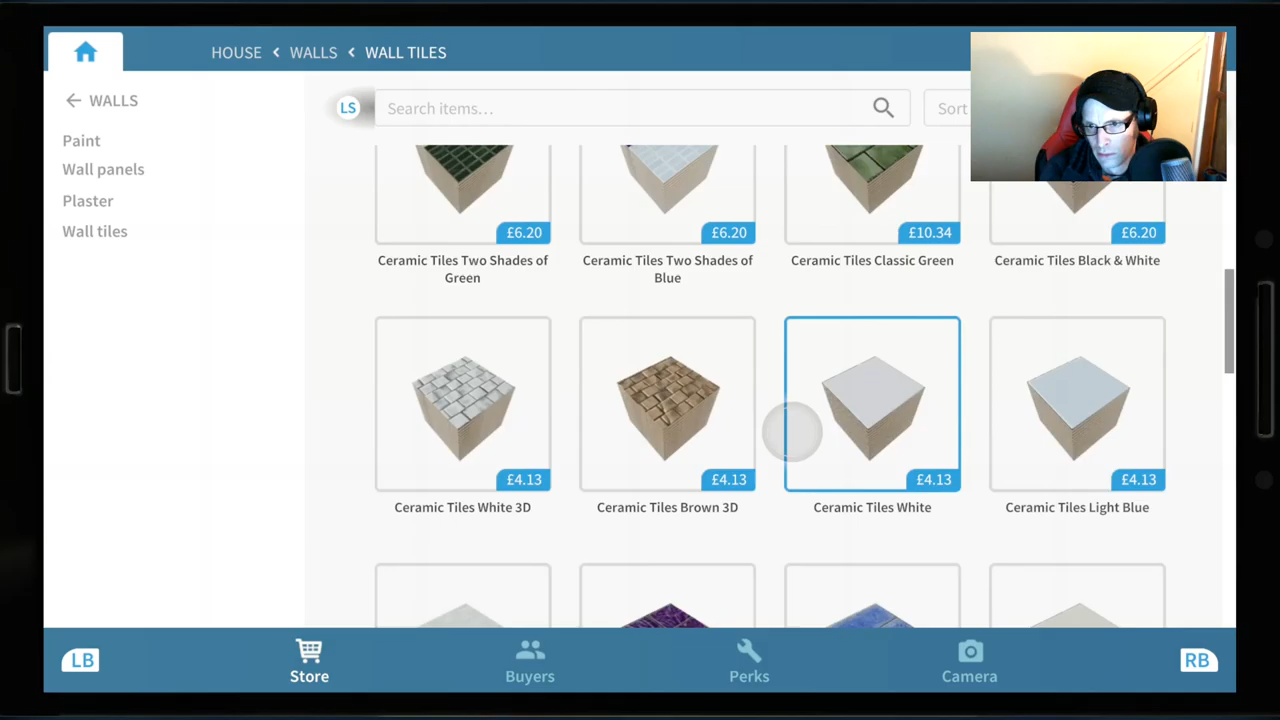 HOUSE < WALLS < WALL TILES
WALLS
LS
Search items...
Sort
Paint
Wall panels
Plaster
Wall tiles
£6.20
£6.20
£10.34
£6.20
Ceramic Tiles Two Shades of
Green
Ceramic Tiles Two Shades of
Blue
Ceramic Tiles Classic Green
Ceramic Tiles Black & White
£4.13
£4.13
£4.13
£4.13
Ceramic Tiles White 3D
Ceramic Tiles Brown 3D
Ceramic Tiles White
Ceramic Tiles Light Blue
LB
Store
Buyers
Perks
Camera
RB